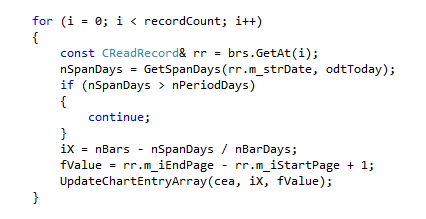 for (i = 0; i < recordCount; i++)
{
    const CReadRecord& rr = brs.GetAt(i);
    nSpanDays = GetSpanDays(rr.m_strDate, odtToday);
    if (nSpanDays > nPeriodDays)
    {
        continue;
    }
    iX = nBars - nSpanDays / nBarDays;
    fValue = rr.m_iEndPage - rr.m_iStartPage + 1;
    UpdateChartEntryArray(cea, iX, fValue);
}